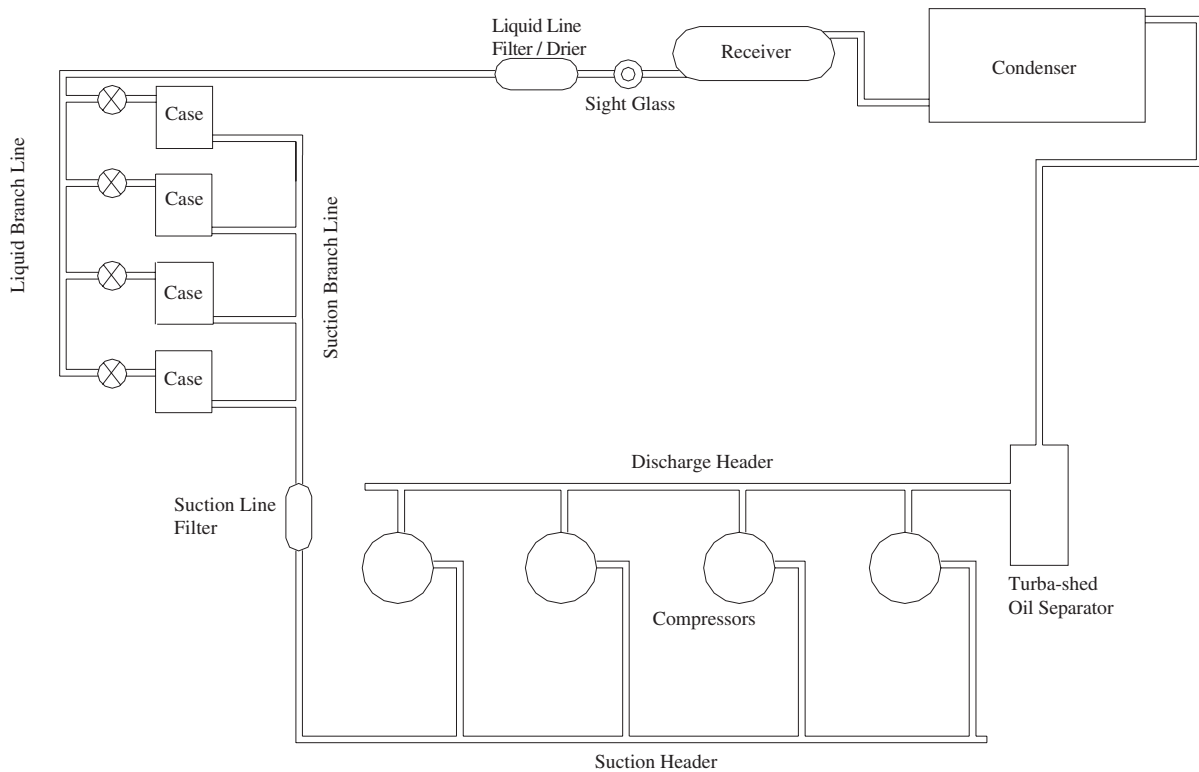 Liquid Line
Filter / Drier
Receiver
Condenser
Sight Glass
Case
Case
Case
Case
Liquid Branch Line
Suction Branch Line
Suction Line
Filter
Discharge Header
Compressors
Turba-shed
Oil Separator
Suction Header